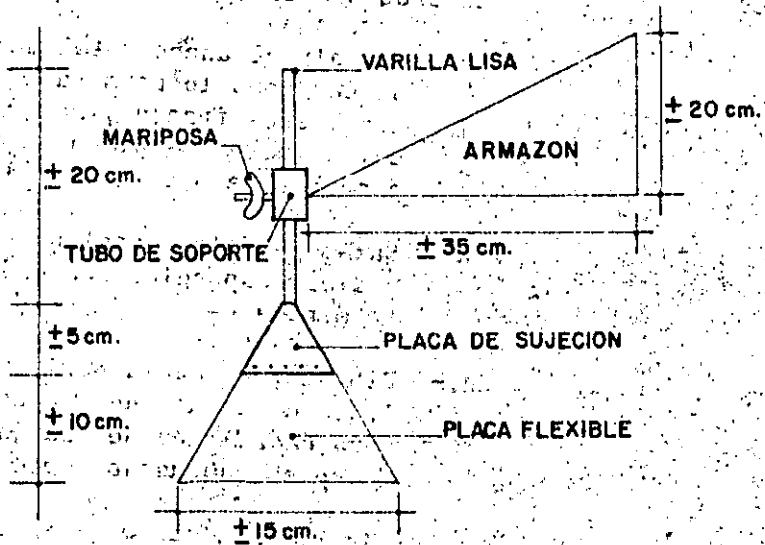 VARILLA LISA
± 20 cm.
MARIPOSA
ARMAZON
± 20 cm.
TUBO DE SOPORTE
± 35 cm.
±5 cm.
PLACA DE SUJECION
±10 cm.
PLACA FLEXIBLE
±15 cm.